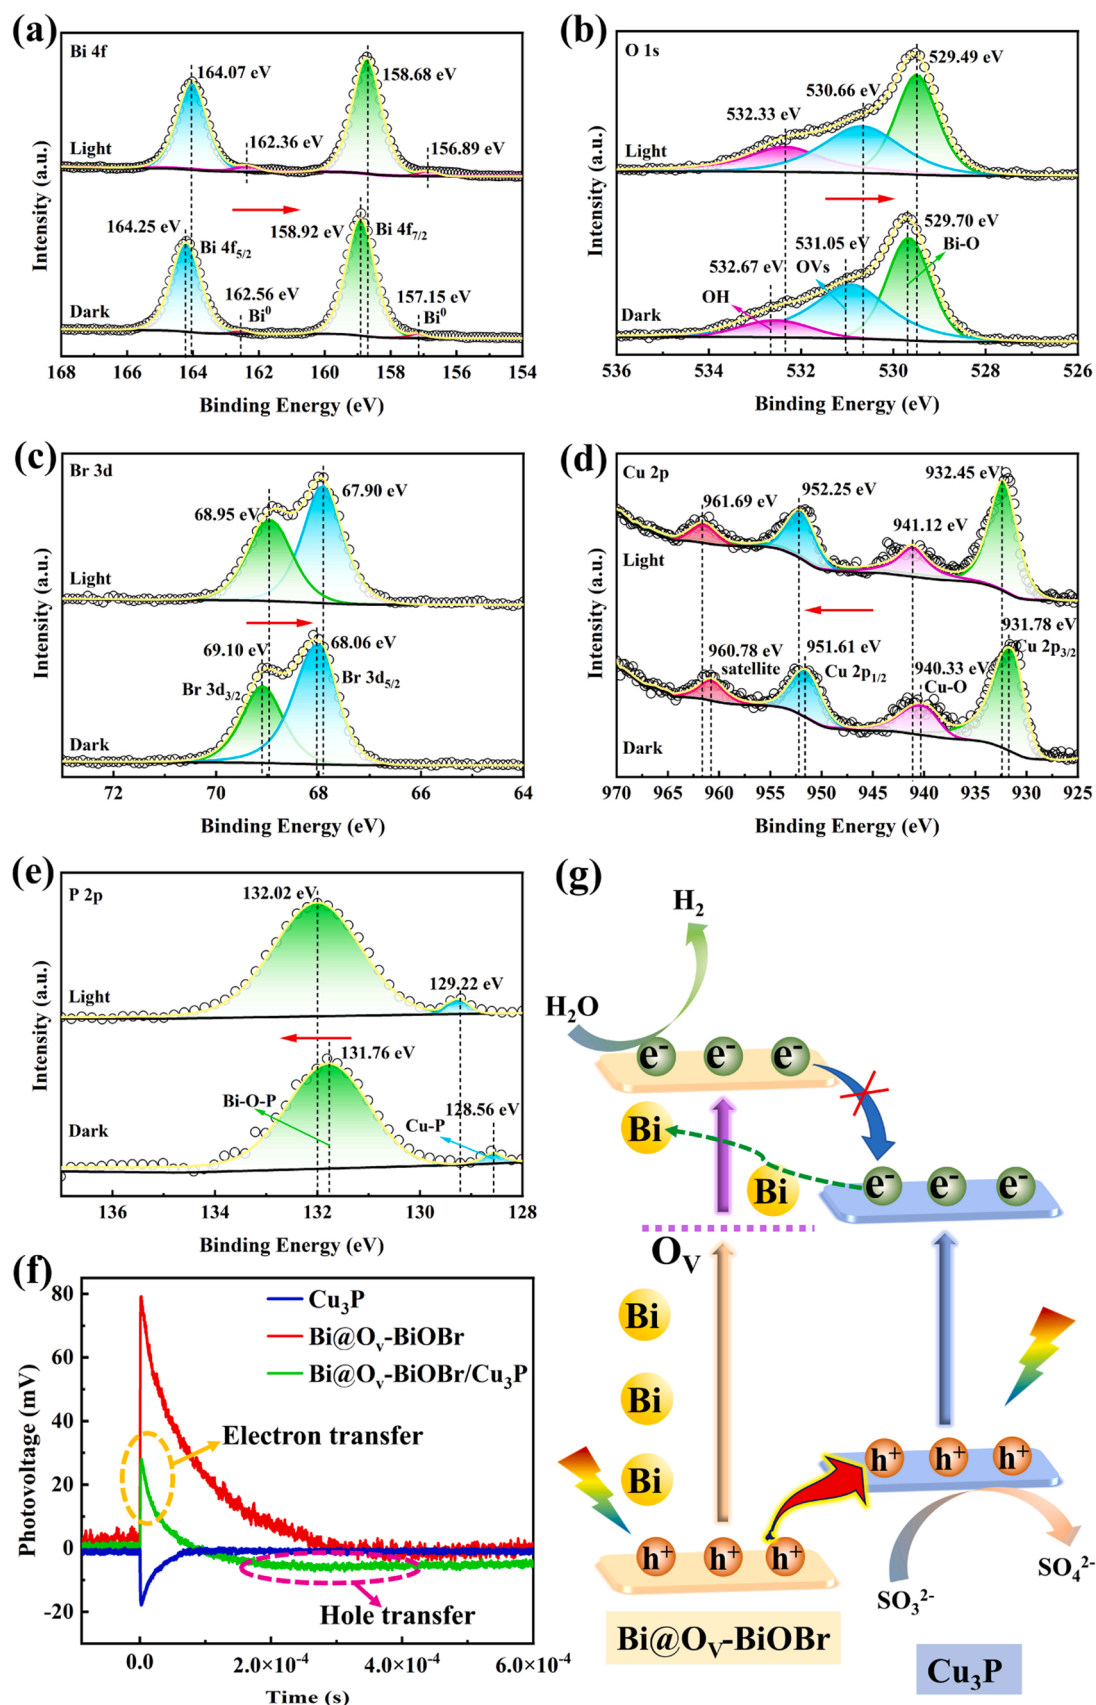 (a)
Bi 4f
164.07 eV
158.68 eV
162.36 eV
156.89 eV
Light
164.25 eV
Bi 4f5/2
158.92 eV
Bi 4f7/2
162.56 eV
Bi⁰
157.15 eV
Bi⁰
Dark
168 166 164 162 160 158 156 154
Binding Energy (eV)
Intensity (a.u.)
(b)
O 1s
529.49 eV
530.66 eV
532.33 eV
Light
529.70 eV
Bi-O
531.05 eV
OVs
532.67 eV
OH
Dark
536 534 532 530 528 526
Binding Energy (eV)
Intensity (a.u.)
(c)
Br 3d
67.90 eV
68.95 eV
Light
69.10 eV
68.06 eV
Br 3d3/2
Br 3d5/2
Dark
72 70 68 66 64
Binding Energy (eV)
Intensity (a.u.)
(d)
Cu 2p
932.45 eV
961.69 eV
952.25 eV
941.12 eV
Light
931.78 eV
Cu 2p3/2
960.78 eV
satellite
951.61 eV
Cu 2p1/2
940.33 eV
Cu-O
Dark
970 965 960 955 950 945 940 935 930 925
Binding Energy (eV)
Intensity (a.u.)
(e)
P 2p
132.02 eV
129.22 eV
Light
131.76 eV
Bi-O-P
128.56 eV
Cu-P
Dark
136 134 132 130 128
Binding Energy (eV)
Intensity (a.u.)
(f)
80
60
40
20
0
-20
Photovoltage (mV)
Cu₃P
Bi@Oᵥ-BiOBr
Bi@Oᵥ-BiOBr/Cu₃P
Electron transfer
Hole transfer
0.0 2.0×10⁻⁴ 4.0×10⁻⁴ 6.0×10⁻⁴
Time (s)
(g)
H₂
H₂O
e⁻ e⁻ e⁻
Bi
Bi
e⁻ e⁻ e⁻
OV
Bi
Bi
Bi
h⁺ h⁺ h⁺
h⁺ h⁺ h⁺
SO₃²⁻
SO₄²⁻
Bi@OV-BiOBr
Cu₃P